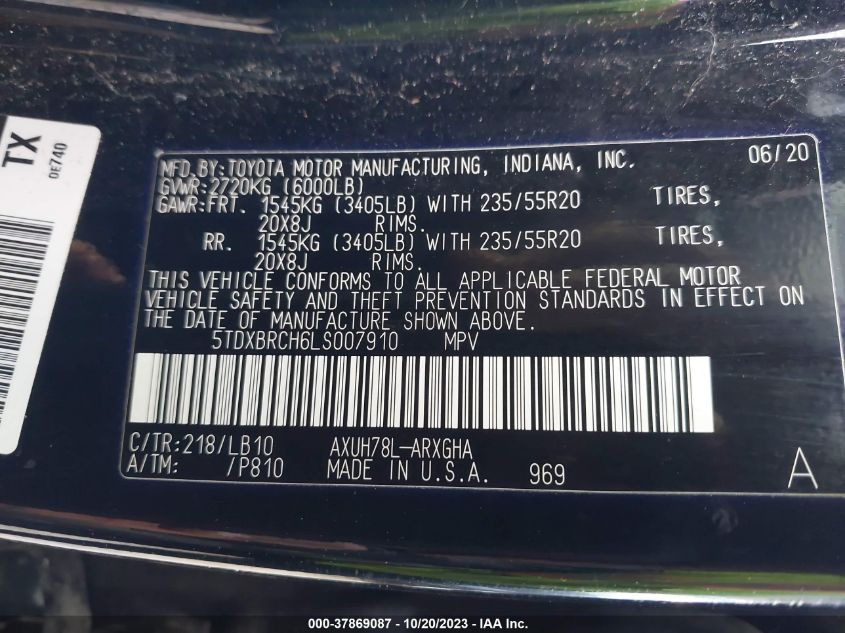 TX
OE740
MFD.BY:TOYOTA MOTOR MANUFACTURING, INDIANA, INC. 06/20
GVWR:2720KG (6000LB)
GAWR:FRT. 1545KG (3405LB) WITH 235/55R20 TIRES,
20X8J RIMS.
RR. 1545KG (3405LB) WITH 235/55R20 TIRES,
20X8J RIMS.
THIS VEHICLE CONFORMS TO ALL APPLICABLE FEDERAL MOTOR
VEHICLE SAFETY AND THEFT PREVENTION STANDARDS IN EFFECT ON
THE DATE OF MANUFACTURE SHOWN ABOVE.
5TDXBRCH6LS007910 MPV
C/TR:218/LB10 AXUH78L-ARXGHA
A/TM: /P810 MADE IN U.S.A. 969 A
000-37869087 - 10/20/2023 - IAA Inc.